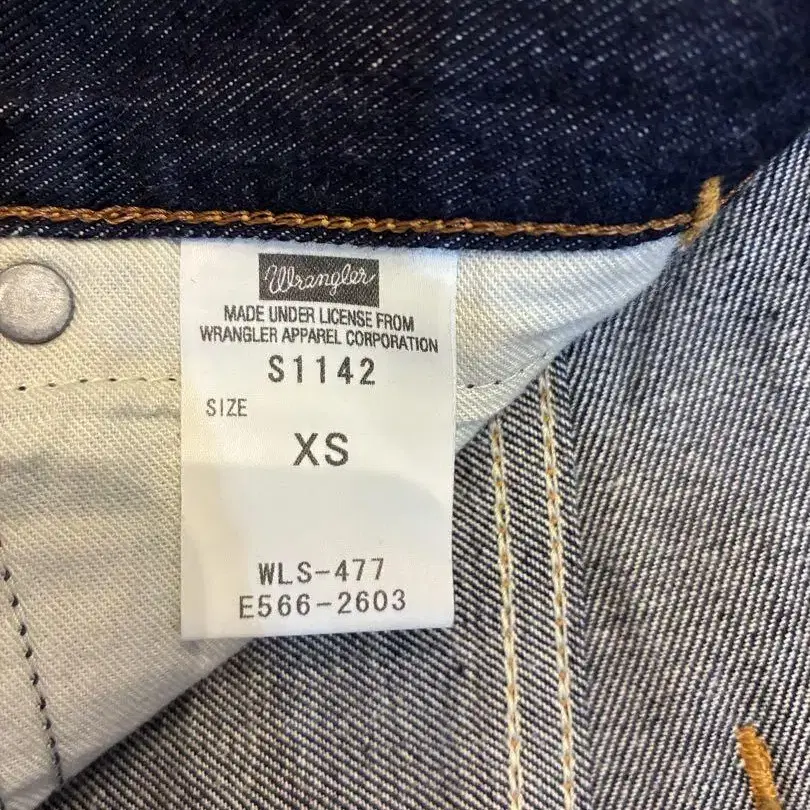 Wrangler
MADE UNDER LICENSE FROM
WRANGLER APPAREL CORPORATION
S1142
SIZE
XS
WLS-477
E566-2603